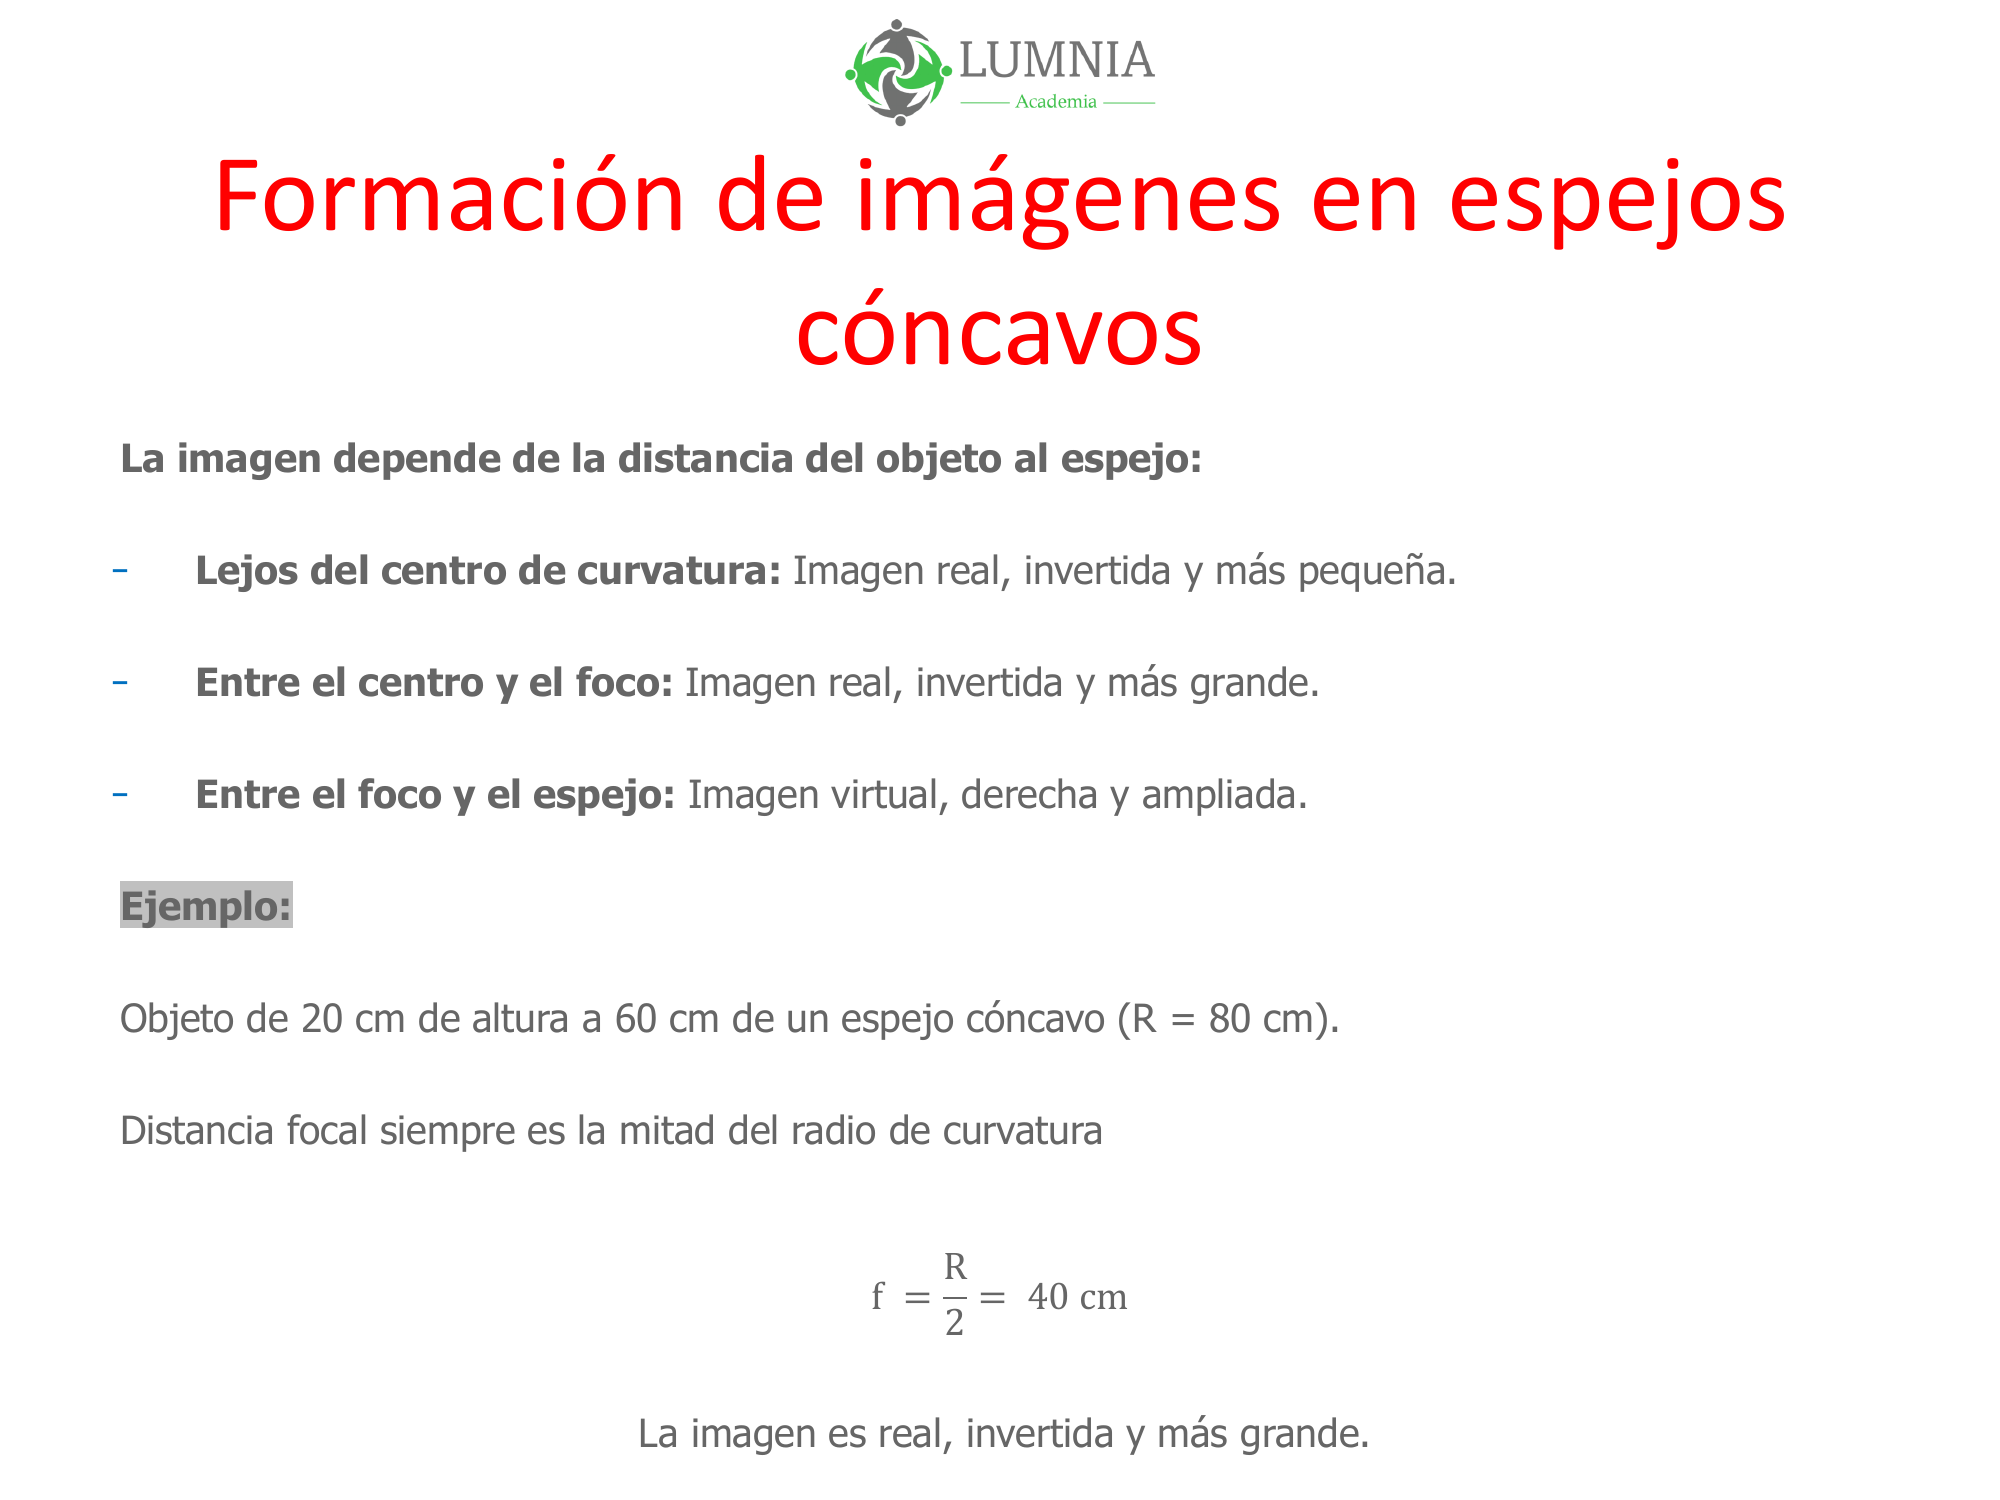 LUMNIA
Academia
Formación de imágenes en espejos
cóncavos
La imagen depende de la distancia del objeto al espejo:
- Lejos del centro de curvatura: Imagen real, invertida y más pequeña.
- Entre el centro y el foco: Imagen real, invertida y más grande.
- Entre el foco y el espejo: Imagen virtual, derecha y ampliada.
Ejemplo:
Objeto de 20 cm de altura a 60 cm de un espejo cóncavo (R = 80 cm).
Distancia focal siempre es la mitad del radio de curvatura
f = R/2 = 40 cm
La imagen es real, invertida y más grande.